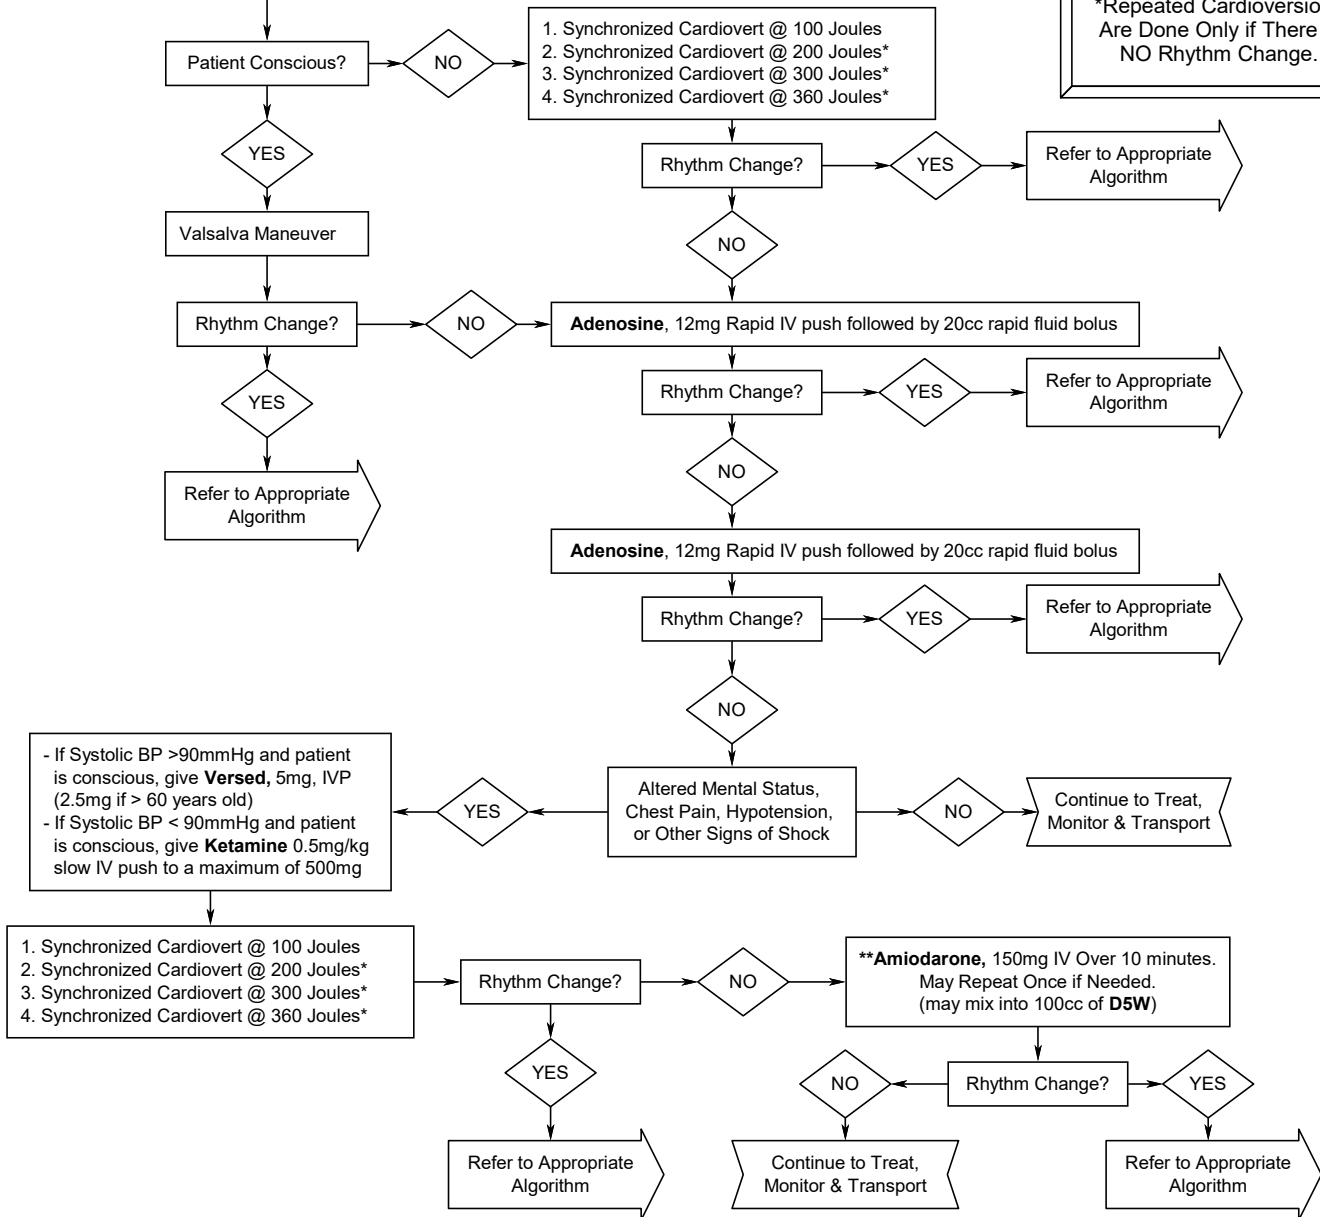 *Repeated Cardioversio
Are Done Only if There
NO Rhythm Change.
Patient Conscious?
NO
1. Synchronized Cardiovert @ 100 Joules
2. Synchronized Cardiovert @ 200 Joules*
3. Synchronized Cardiovert @ 300 Joules*
4. Synchronized Cardiovert @ 360 Joules*
YES
Rhythm Change?
YES
Refer to Appropriate
Algorithm
Valsalva Maneuver
NO
Rhythm Change?
NO
Adenosine, 12mg Rapid IV push followed by 20cc rapid fluid bolus
YES
Rhythm Change?
YES
Refer to Appropriate
Algorithm
NO
Refer to Appropriate
Algorithm
Adenosine, 12mg Rapid IV push followed by 20cc rapid fluid bolus
Rhythm Change?
YES
Refer to Appropriate
Algorithm
NO
- If Systolic BP >90mmHg and patient
is conscious, give Versed, 5mg, IVP
(2.5mg if > 60 years old)
- If Systolic BP < 90mmHg and patient
is conscious, give Ketamine 0.5mg/kg
slow IV push to a maximum of 500mg
YES
Altered Mental Status,
Chest Pain, Hypotension,
or Other Signs of Shock
NO
Continue to Treat,
Monitor & Transport
1. Synchronized Cardiovert @ 100 Joules
2. Synchronized Cardiovert @ 200 Joules*
3. Synchronized Cardiovert @ 300 Joules*
4. Synchronized Cardiovert @ 360 Joules*
Rhythm Change?
NO
**Amiodarone, 150mg IV Over 10 minutes.
May Repeat Once if Needed.
(may mix into 100cc of D5W)
YES
NO
Rhythm Change?
YES
Refer to Appropriate
Algorithm
Continue to Treat,
Monitor & Transport
Refer to Appropriate
Algorithm